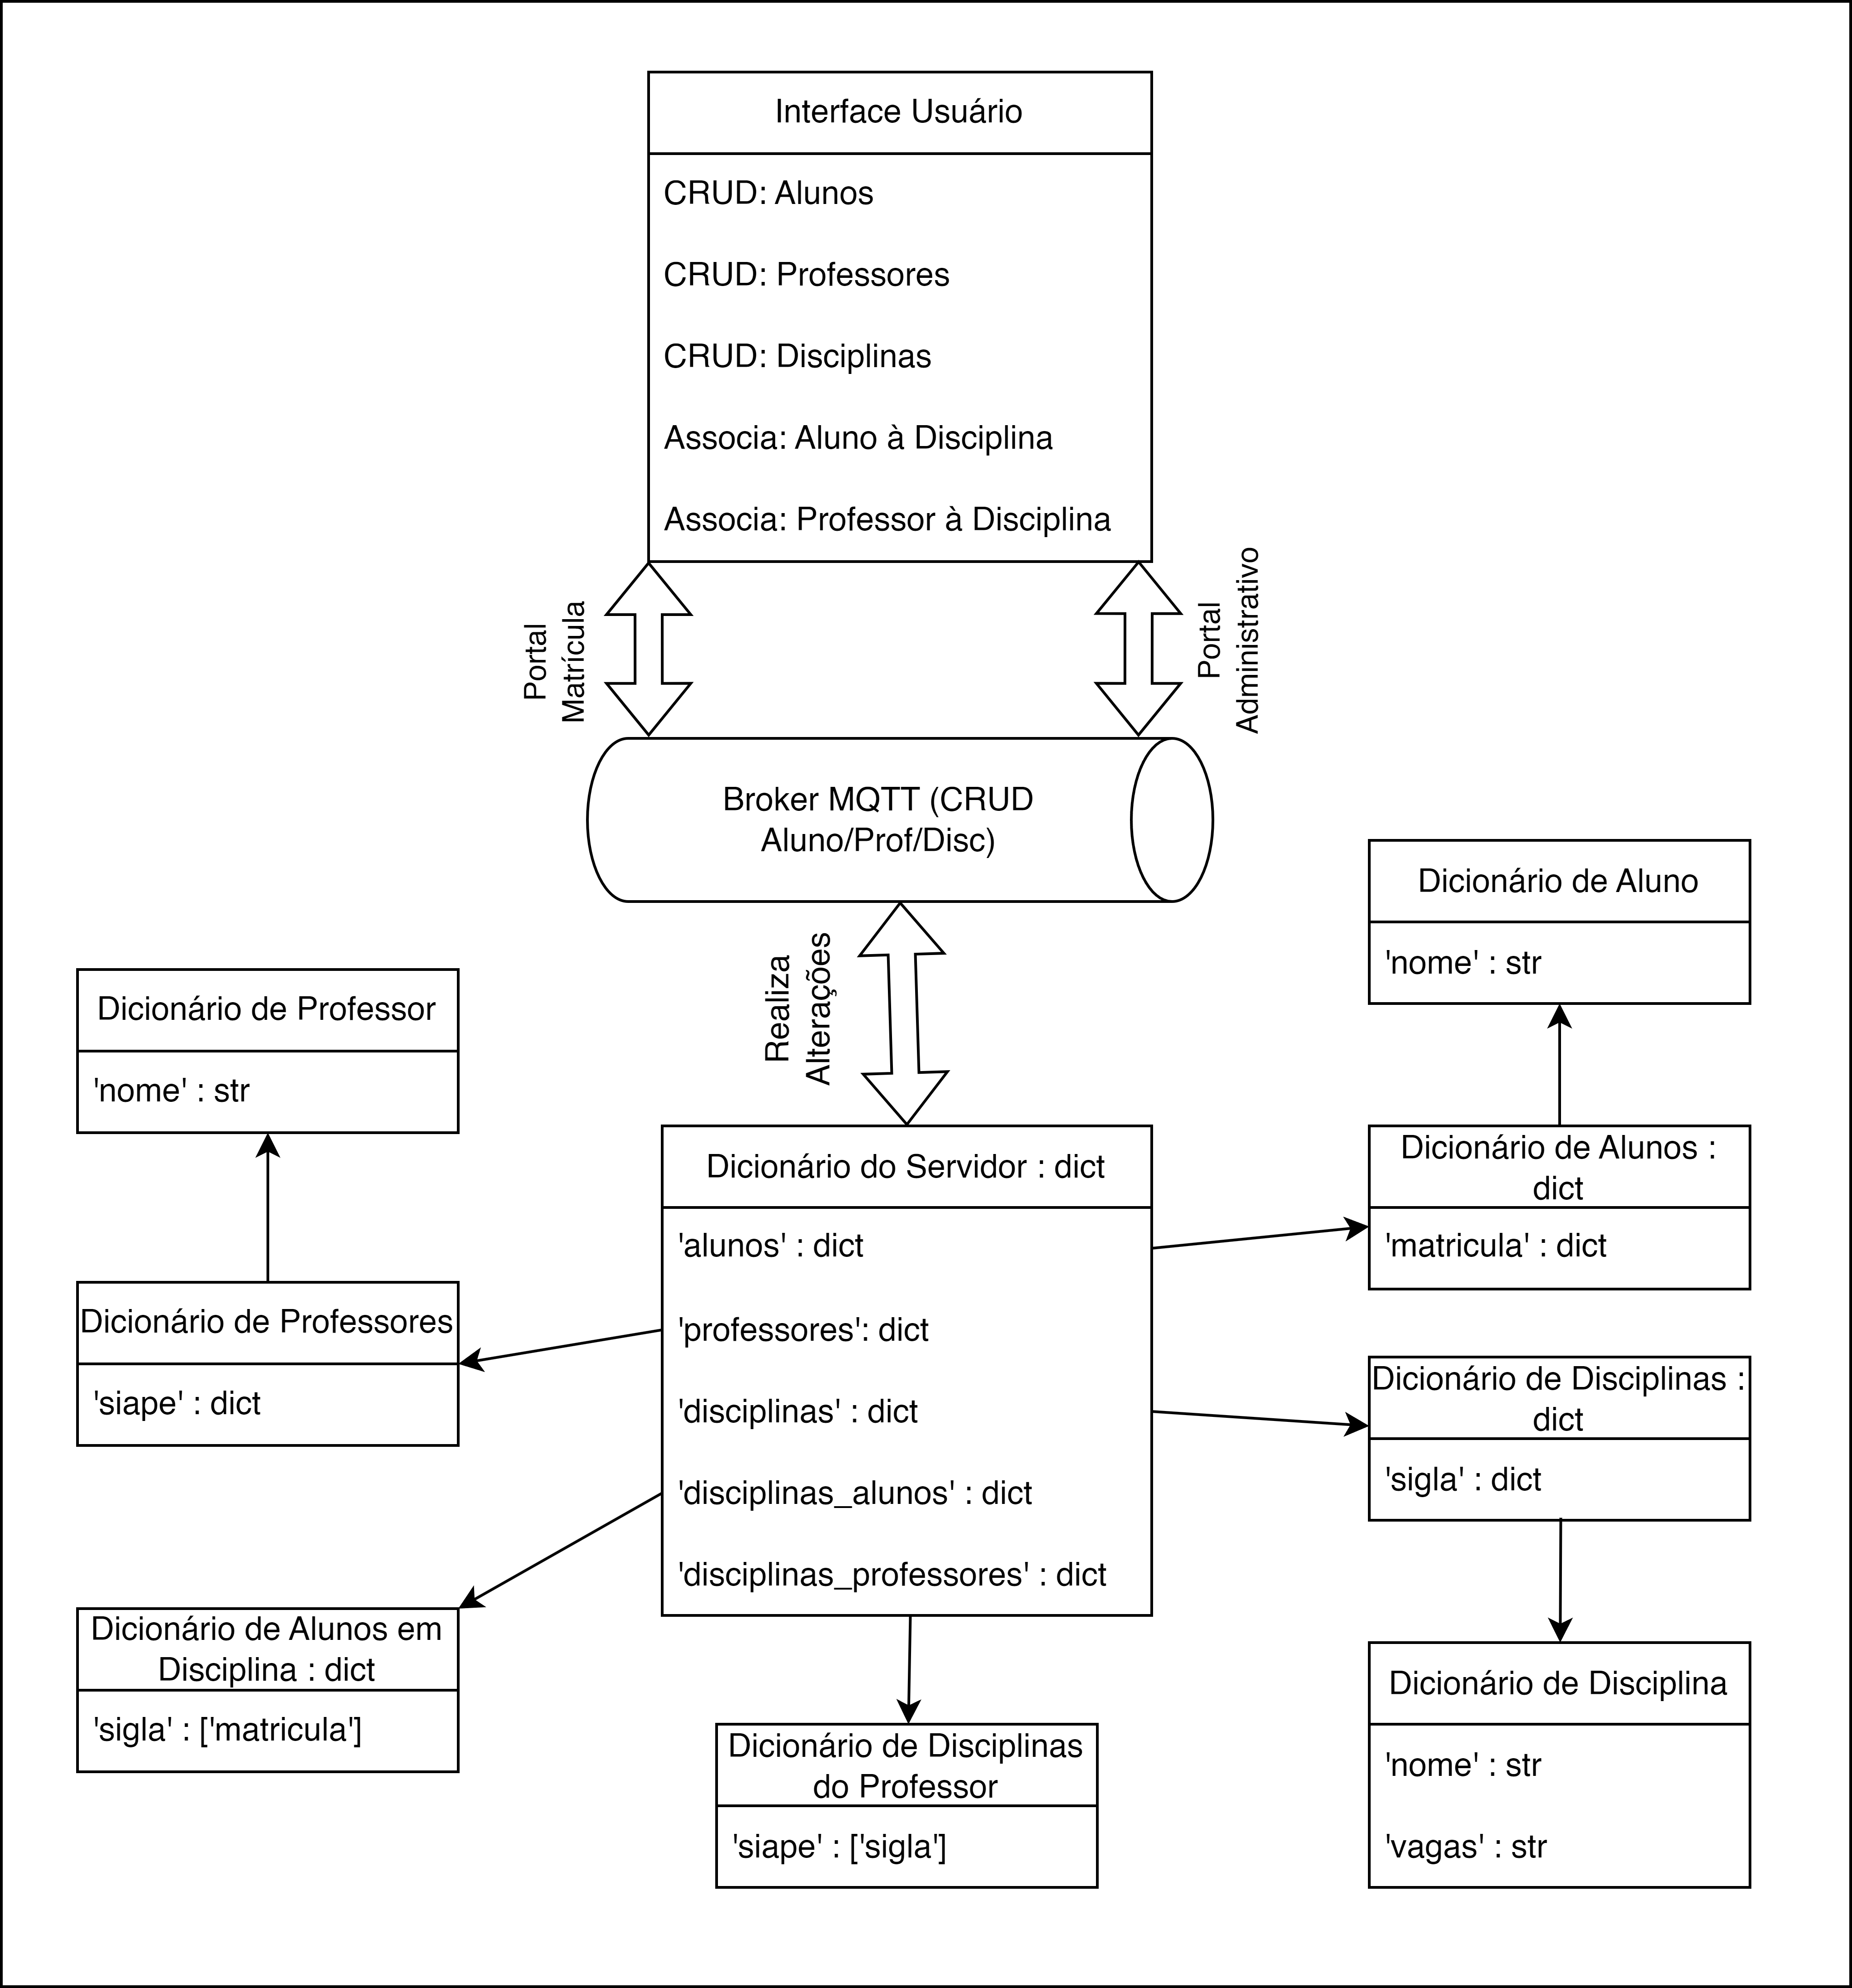 Interface Usuário
CRUD: Alunos
CRUD: Professores
CRUD: Disciplinas
Associa: Aluno à Disciplina
Associa: Professor à Disciplina
Portal
Matrícula
Portal
Administrativo
Broker MQTT (CRUD
Aluno/Prof/Disc)
Realiza
Alterações
Dicionário de Aluno
'nome' : str
Dicionário de Professor
'nome' : str
Dicionário do Servidor : dict
'alunos' : dict
'professores': dict
'disciplinas' : dict
'disciplinas_alunos' : dict
'disciplinas_professores' : dict
Dicionário de Alunos :
dict
'matricula' : dict
Dicionário de Professores
'siape' : dict
Dicionário de Disciplinas :
dict
'sigla' : dict
Dicionário de Alunos em
Disciplina : dict
'sigla' : ['matricula']
Dicionário de Disciplinas
do Professor
'siape' : ['sigla']
Dicionário de Disciplina
'nome' : str
'vagas' : str